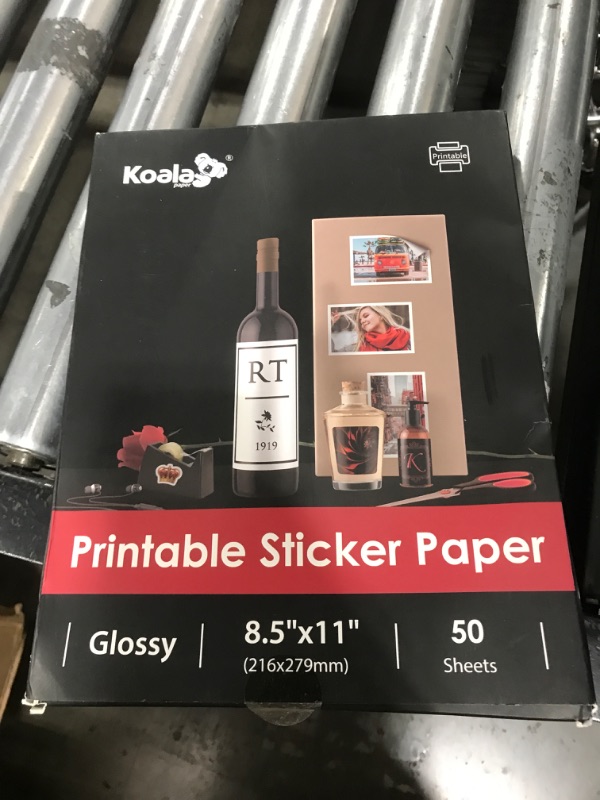 Koala®
paper
Printable
RT
1919
K
Printable Sticker Paper
Glossy
8.5"x11"
(216x279mm)
50
Sheets